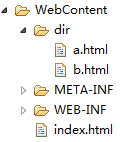 WebContent
dir
a.html
b.html
META-INF
WEB-INF
index.html